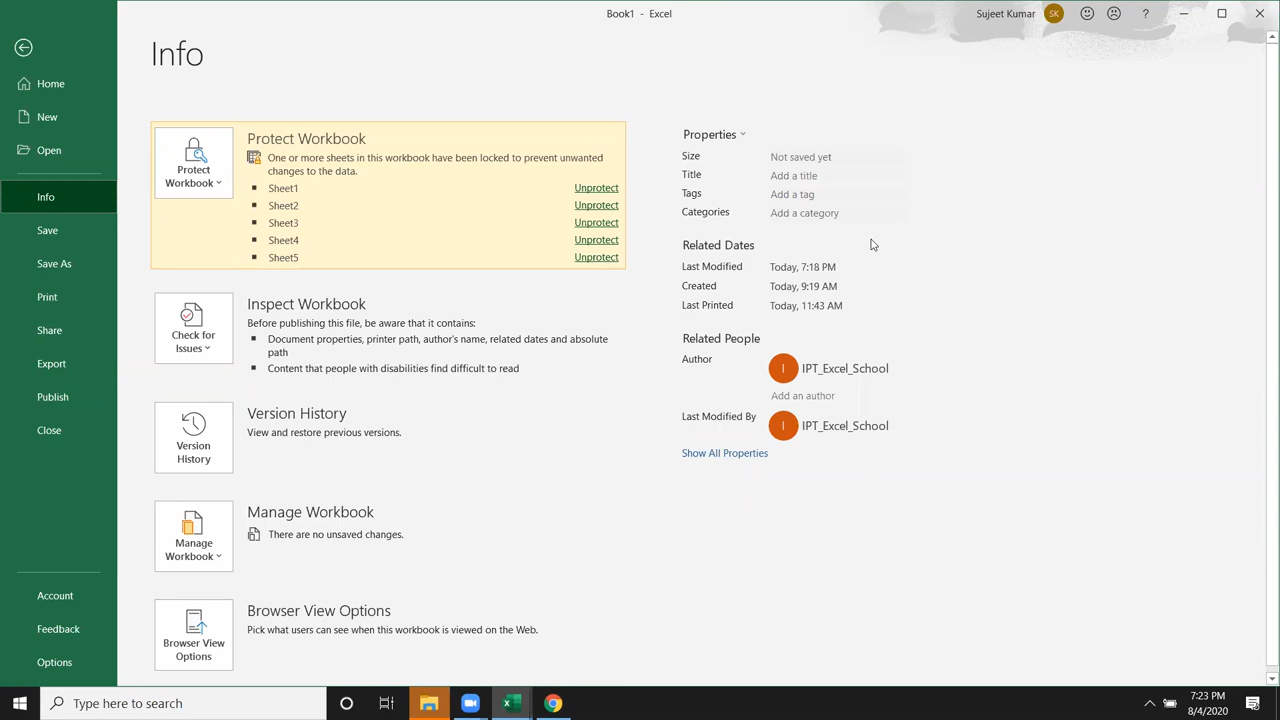 Book1 - Excel
Sujeet Kumar
SK
?
Info
Home
New
Open
Info
Save
Save As
Print
Share
Export
Publish
Close
Account
Feedback
Options
Protect Workbook
Protect Workbook
One or more sheets in this workbook have been locked to prevent unwanted
changes to the data.
Sheet1 Unprotect
Sheet2 Unprotect
Sheet3 Unprotect
Sheet4 Unprotect
Sheet5 Unprotect
Check for Issues
Inspect Workbook
Before publishing this file, be aware that it contains:
Document properties, printer path, author's name, related dates and absolute
path
Content that people with disabilities find difficult to read
Version History
Version History
View and restore previous versions.
Manage Workbook
Manage Workbook
There are no unsaved changes.
Browser View Options
Browser View Options
Pick what users can see when this workbook is viewed on the Web.
Properties
Size Not saved yet
Title Add a title
Tags Add a tag
Categories Add a category
Related Dates
Last Modified Today, 7:18 PM
Created Today, 9:19 AM
Last Printed Today, 11:43 AM
Related People
Author I IPT_Excel_School
Add an author
Last Modified By I IPT_Excel_School
Show All Properties
Type here to search
7:23 PM
8/4/2020